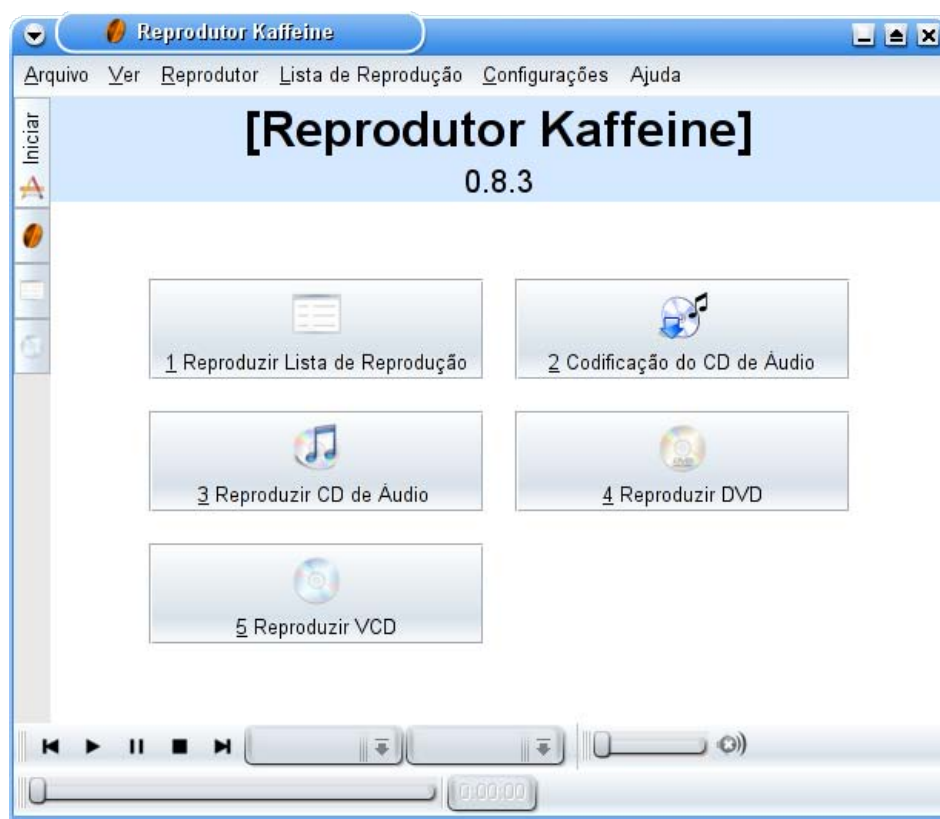 Reprodutor Kaffeine
Arquivo Ver Reprodutor Lista de Reprodução Configurações Ajuda
Iniciar
[Reprodutor Kaffeine]
0.8.3
1 Reproduzir Lista de Reprodução
2 Codificação do CD de Áudio
3 Reproduzir CD de Áudio
4 Reproduzir DVD
5 Reproduzir VCD
0:00:00